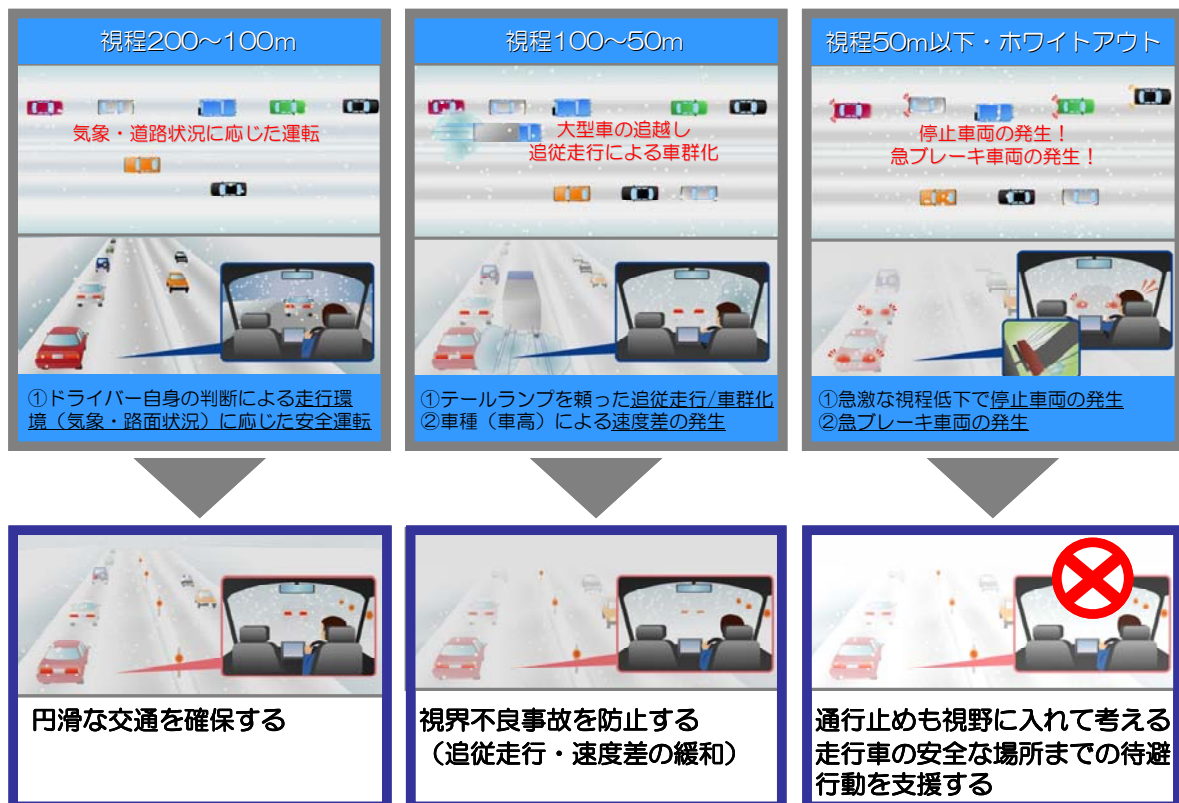 視程200～100m
気象・道路状況に応じた運転
①ドライバー自身の判断による走行環
境（気象・路面状況）に応じた安全運転
視程100～50m
大型車の追越し
追従走行による車群化
①テールランプを頼った追従走行/車群化
②車種（車高）による速度差の発生
視程50m以下・ホワイトアウト
停止車両の発生！
急ブレーキ車両の発生！
①急激な視程低下で停止車両の発生
②急ブレーキ車両の発生
円滑な交通を確保する
視界不良事故を防止する
（追従走行・速度差の緩和）
通行止めも視野に入れて考える
走行車の安全な場所までの待避
行動を支援する